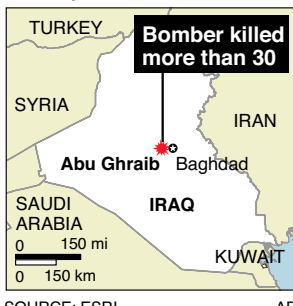 TURKEY
Bomber killed
more than 30
SYRIA
IRAN
Abu Ghraib
Baghdad
SAUDI
ARABIA
IRAQ
0 150 mi
0 150 km
KUWAIT
SOURCE: ESRI